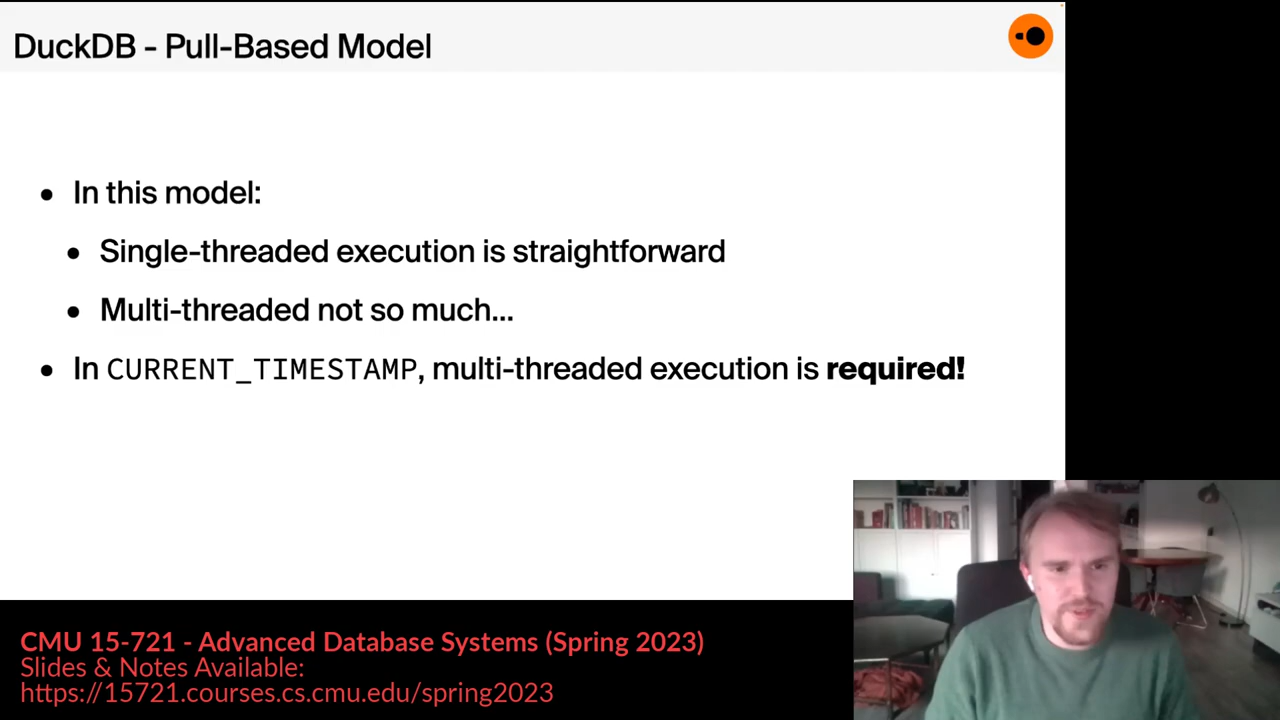 DuckDB - Pull-Based Model
• In this model:
• Single-threaded execution is straightforward
• Multi-threaded not so much...
• In CURRENT_TIMESTAMP, multi-threaded execution is required!
CMU 15-721 - Advanced Database Systems (Spring 2023)
Slides & Notes Available:
https://15721.courses.cs.cmu.edu/spring2023